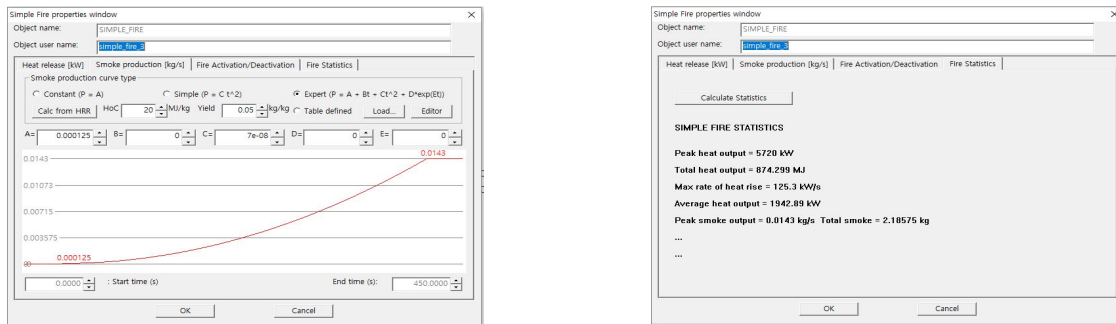 Simple Fire properties window
Object name: SIMPLE_FIRE
Object user name: simple_fire_3
Heat release [kW] Smoke production [kg/s] Fire Activation/Deactivation Fire Statistics
Smoke production curve type
Constant (P = A) Simple (P = C t^2) Expert (P = A + Bt + Ct^2 + D*exp(Et))
Calc from HRR HoC 20 MJ/kg Yield 0.05 kg/kg Table defined Load... Editor
A= 0.000125 B= 0 C= 7e-08 D= 0 E= 0
0.0143 0.0143
0.01073
0.00715
0.003575
0.000125
0.0000 : Start time (s) End time (s): 450.0000
OK Cancel
Simple Fire properties window
Object name: SIMPLE_FIRE
Object user name: simple_fire_3
Heat release [kW] Smoke production [kg/s] Fire Activation/Deactivation Fire Statistics
Calculate Statistics
SIMPLE FIRE STATISTICS
Peak heat output = 5720 kW
Total heat output = 874.299 MJ
Max rate of heat rise = 125.3 kW/s
Average heat output = 1942.89 kW
Peak smoke output = 0.0143 kg/s Total smoke = 2.18575 kg
...
...
OK Cancel